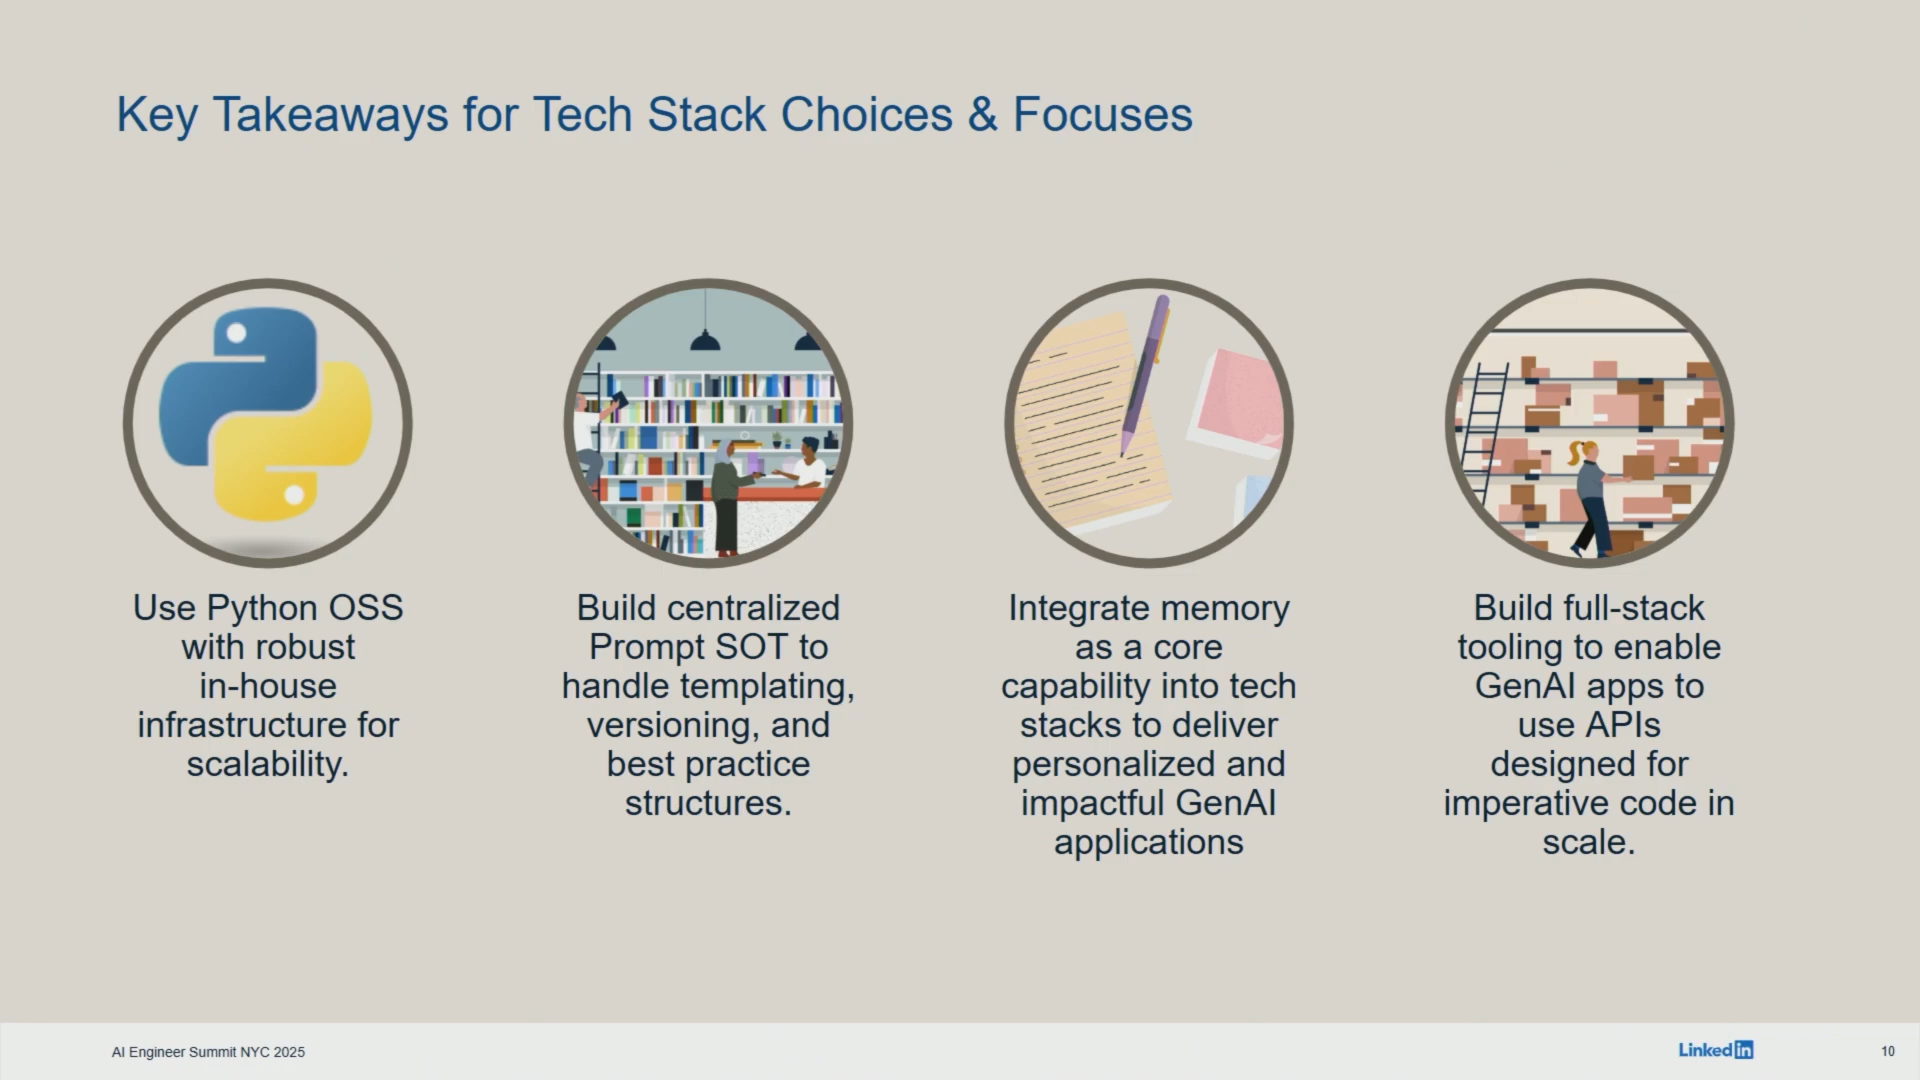 Key Takeaways for Tech Stack Choices & Focuses
Use Python OSS
with robust
in-house
infrastructure for
scalability.
Build centralized
Prompt SOT to
handle templating,
versioning, and
best practice
structures.
Integrate memory
as a core
capability into tech
stacks to deliver
personalized and
impactful GenAI
applications
Build full-stack
tooling to enable
GenAI apps to
use APIs
designed for
imperative code in
scale.
AI Engineer Summit NYC 2025
LinkedIn
10